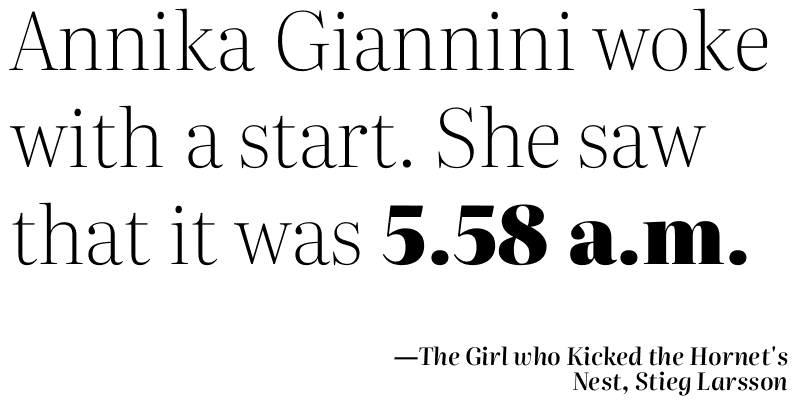 Annika Giannini woke
with a start. She saw
that it was 5.58 a.m.
—The Girl who Kicked the Hornet's
Nest, Stieg Larsson